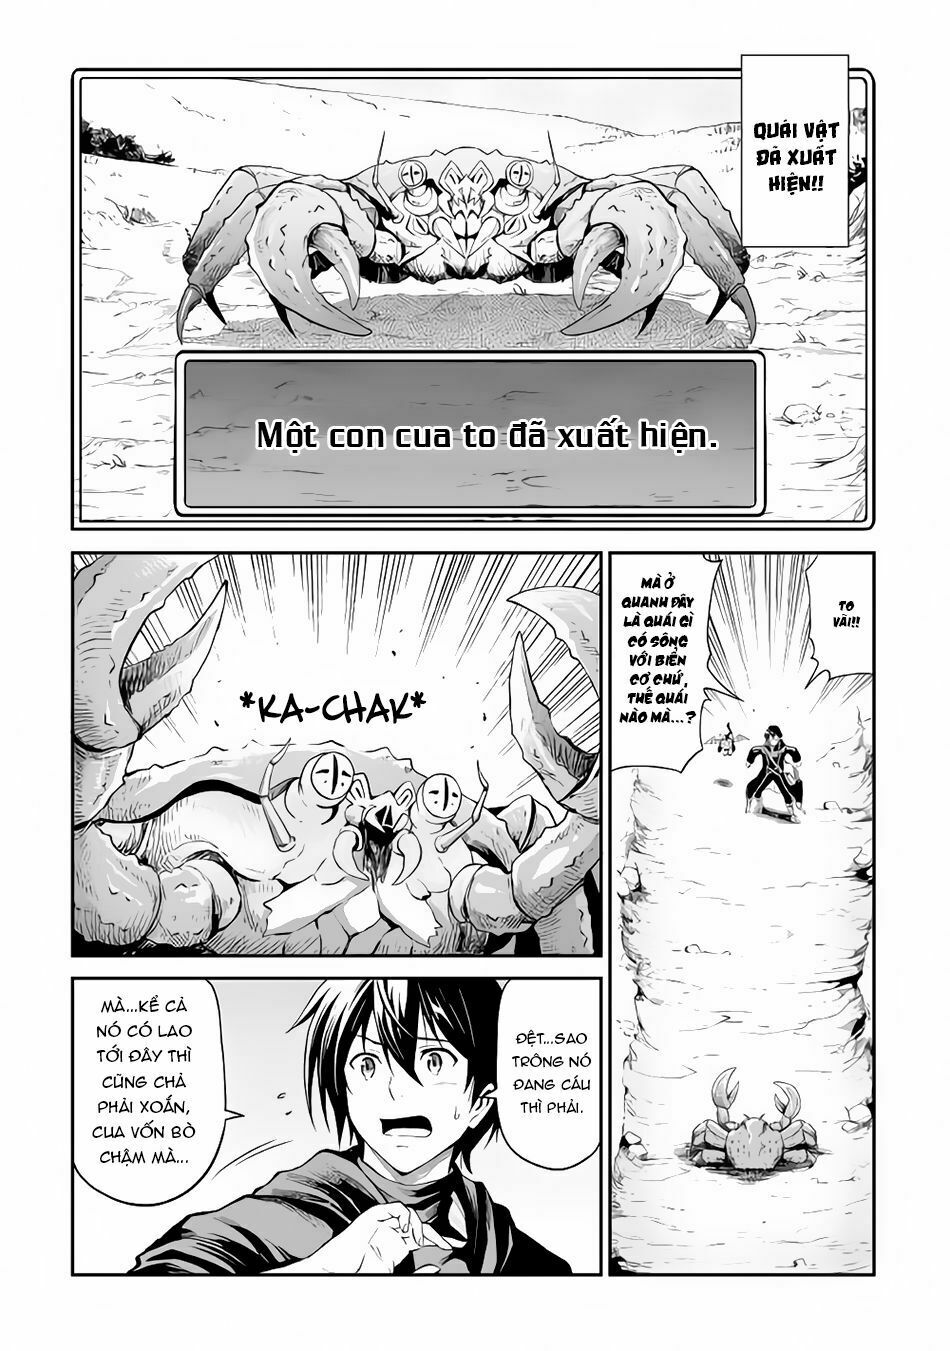 QUÁI VẬT
ĐÃ XUẤT
HIỆN!!
Một con cua to đã xuất hiện.
TO
VÃI!!
MÀ Ở
QUANH ĐÂY
LÀ QUÁI GÌ
CÓ SÔNG
VỚI BIỂN
CƠ CHỨ,
THẾ QUÁI
NÀO MÀ...?
*KA-CHAK*
ĐỆT...SAO
TRÔNG NÓ
ĐANG CÁU
THÌ PHẢI.
MÀ...KỂ CẢ
NÓ CÓ LAO
TỚI ĐÂY THÌ
CŨNG CHẢ
PHẢI XOẮN,
CUA VỐN BÒ
CHẬM MÀ...